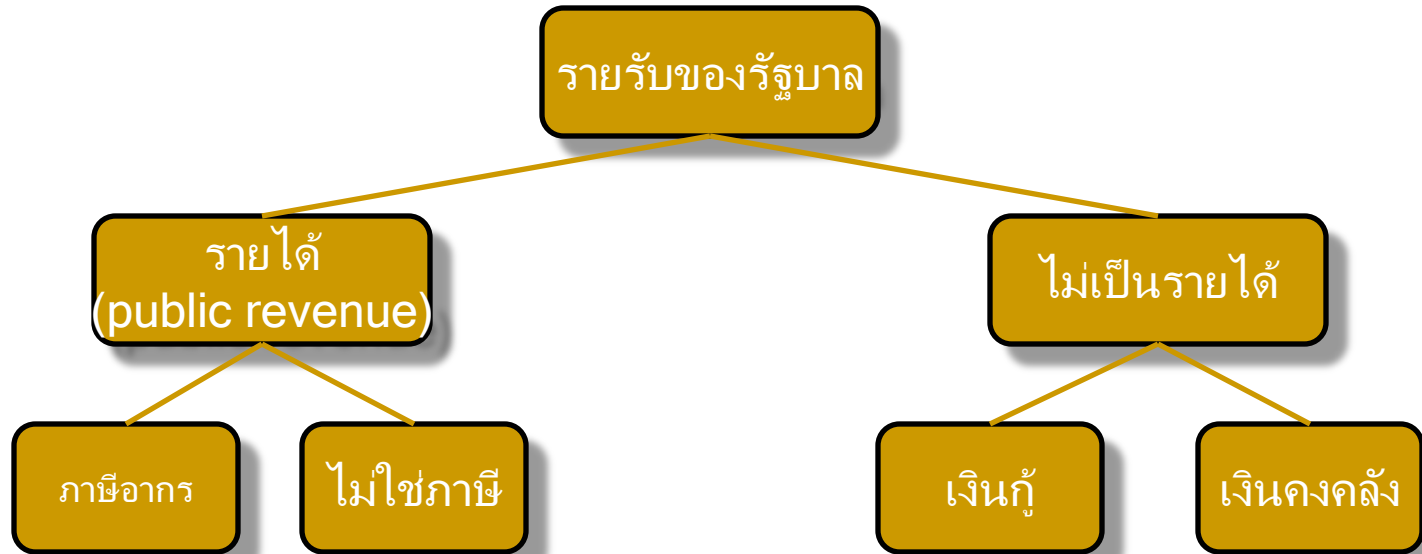 รายรับของรัฐบาล
รายได้
(public revenue)
ไม่เป็นรายได้
ภาษีอากร
ไม่ใช่ภาษี
เงินกู้
เงินคงคลัง